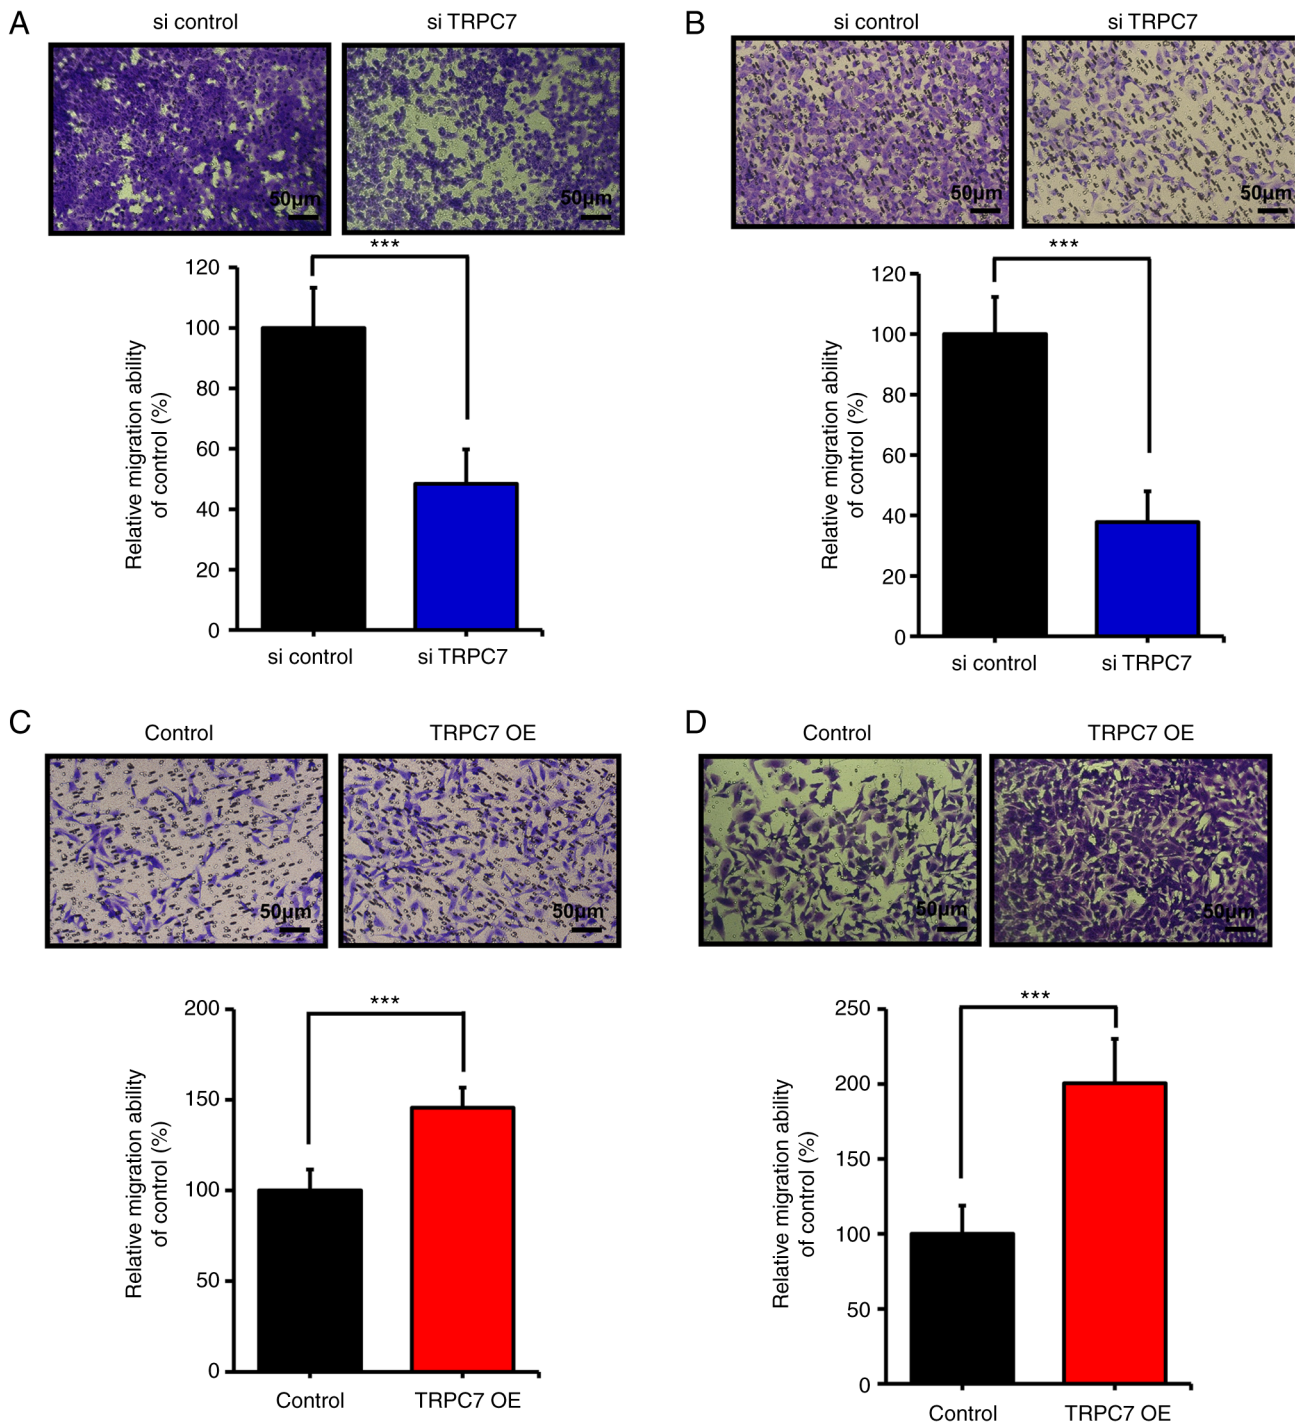 A
si control
si TRPC7
50μm
50μm
***
120
100
80
60
40
20
0
Relative migration ability
of control (%)
si control
si TRPC7
B
si control
si TRPC7
50μm
50μm
***
120
100
80
60
40
20
0
Relative migration ability
of control (%)
si control
si TRPC7
C
Control
TRPC7 OE
50μm
50μm
***
200
150
100
50
0
Relative migration ability
of control (%)
Control
TRPC7 OE
D
Control
TRPC7 OE
50μm
50μm
***
250
200
150
100
50
0
Relative migration ability
of control (%)
Control
TRPC7 OE